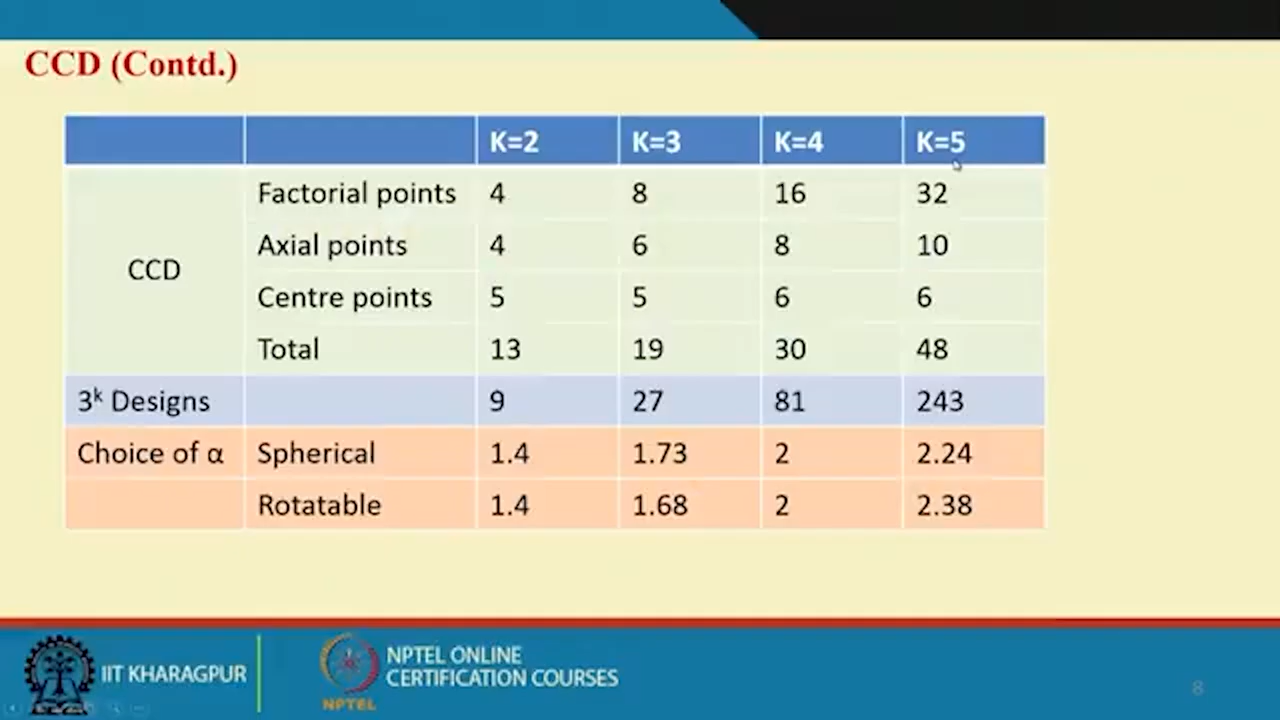 CCD (Contd.)
K=2 K=3 K=4 K=5
CCD
Factorial points 4 8 16 32
Axial points 4 6 8 10
Centre points 5 5 6 6
Total 13 19 30 48
3ᵏ Designs 9 27 81 243
Choice of α Spherical 1.4 1.73 2 2.24
Rotatable 1.4 1.68 2 2.38
IIT KHARAGPUR
NPTEL
NPTEL ONLINE
CERTIFICATION COURSES
8